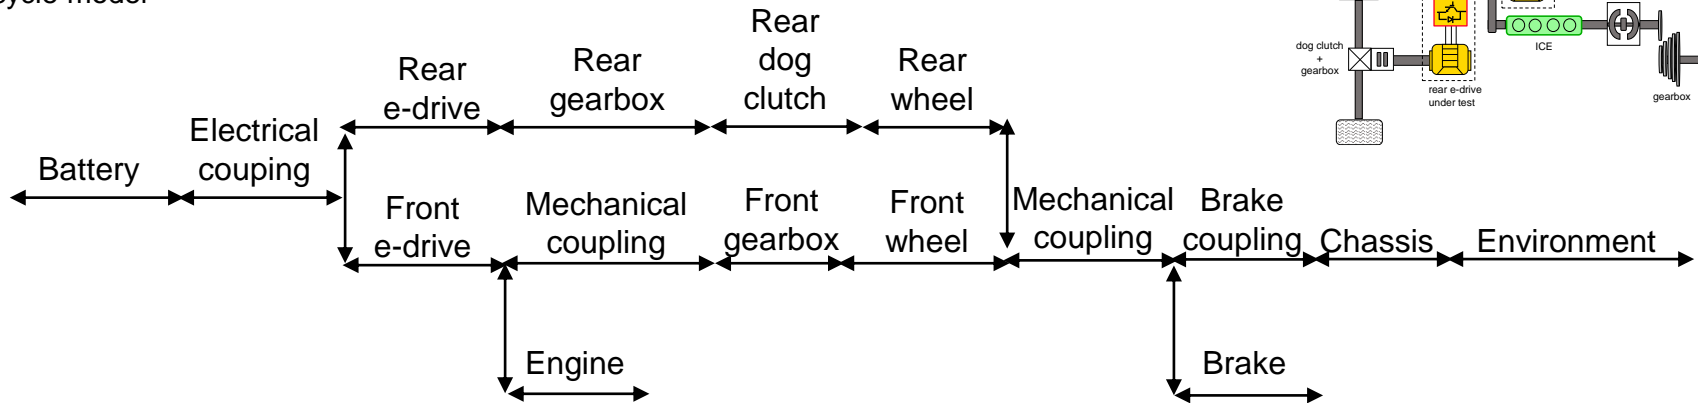 Rear
e-drive
Rear
gearbox
Rear
dog
clutch
Rear
wheel
Battery
Electrical
couping
Front
e-drive
Mechanical
coupling
Front
gearbox
Front
wheel
Mechanical
coupling
Brake
coupling
Chassis
Environment
Engine
Brake
dog clutch
+
gearbox
rear e-drive
under test
ICE
gearbox